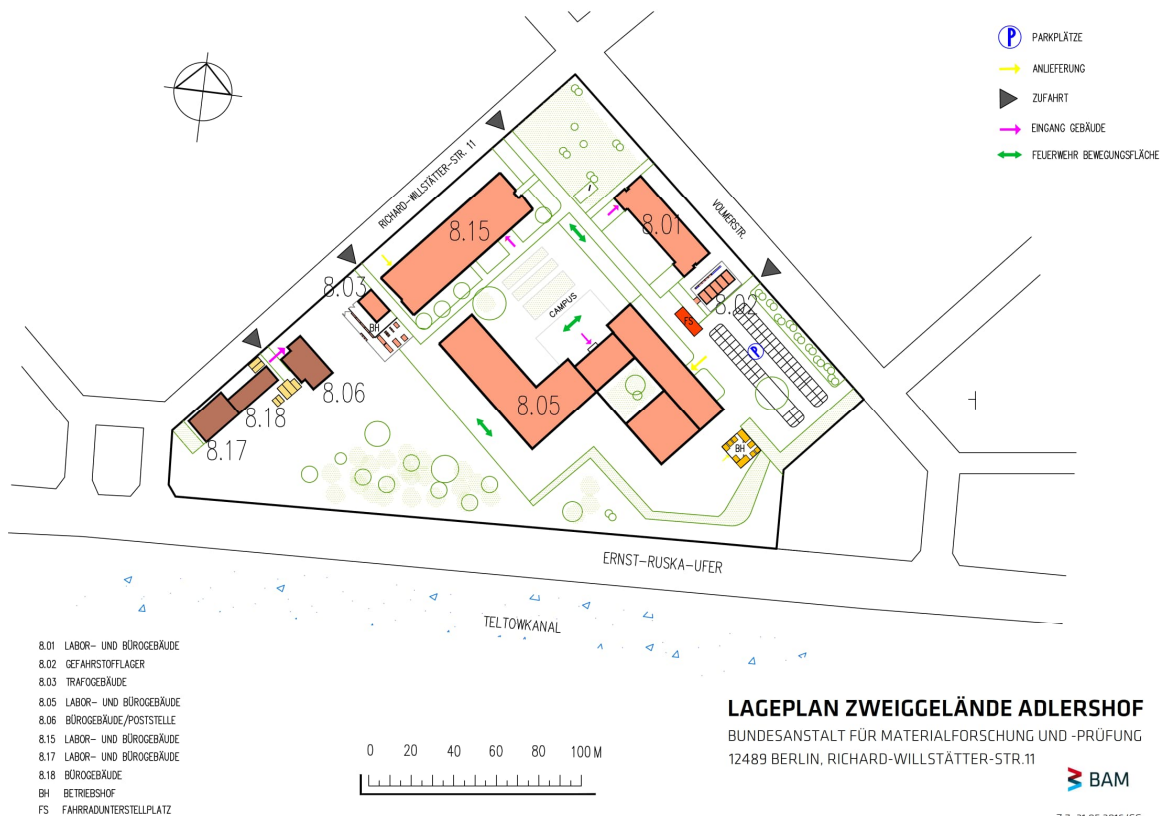 PARKPLÄTZE
ANLIEFERUNG
ZUFAHRT
EINGANG GEBÄUDE
FEUERWEHR BEWEGUNGSFLÄCHE
RICHARD-WILLSTÄTTER-STR. 11
VOLMERSTR.
8.15
8.01
8.03
BH
CAMPUS
8.02
FS
P
8.06
8.05
8.18
8.17
BH
ERNST-RUSKA-UFER
TELTOWKANAL
8.01 LABOR- UND BÜROGEBÄUDE
8.02 GEFAHRSTOFFLAGER
8.03 TRAFOGEBÄUDE
8.05 LABOR- UND BÜROGEBÄUDE
8.06 BÜROGEBÄUDE/POSTSTELLE
8.15 LABOR- UND BÜROGEBÄUDE
8.17 LABOR- UND BÜROGEBÄUDE
8.18 BÜROGEBÄUDE
BH BETRIEBSHOF
FS FAHRRADUNTERSTELLPLATZ
0 20 40 60 80 100 M
LAGEPLAN ZWEIGGELÄNDE ADLERSHOF
BUNDESANSTALT FÜR MATERIALFORSCHUNG UND -PRÜFUNG
12489 BERLIN, RICHARD-WILLSTÄTTER-STR.11
BAM